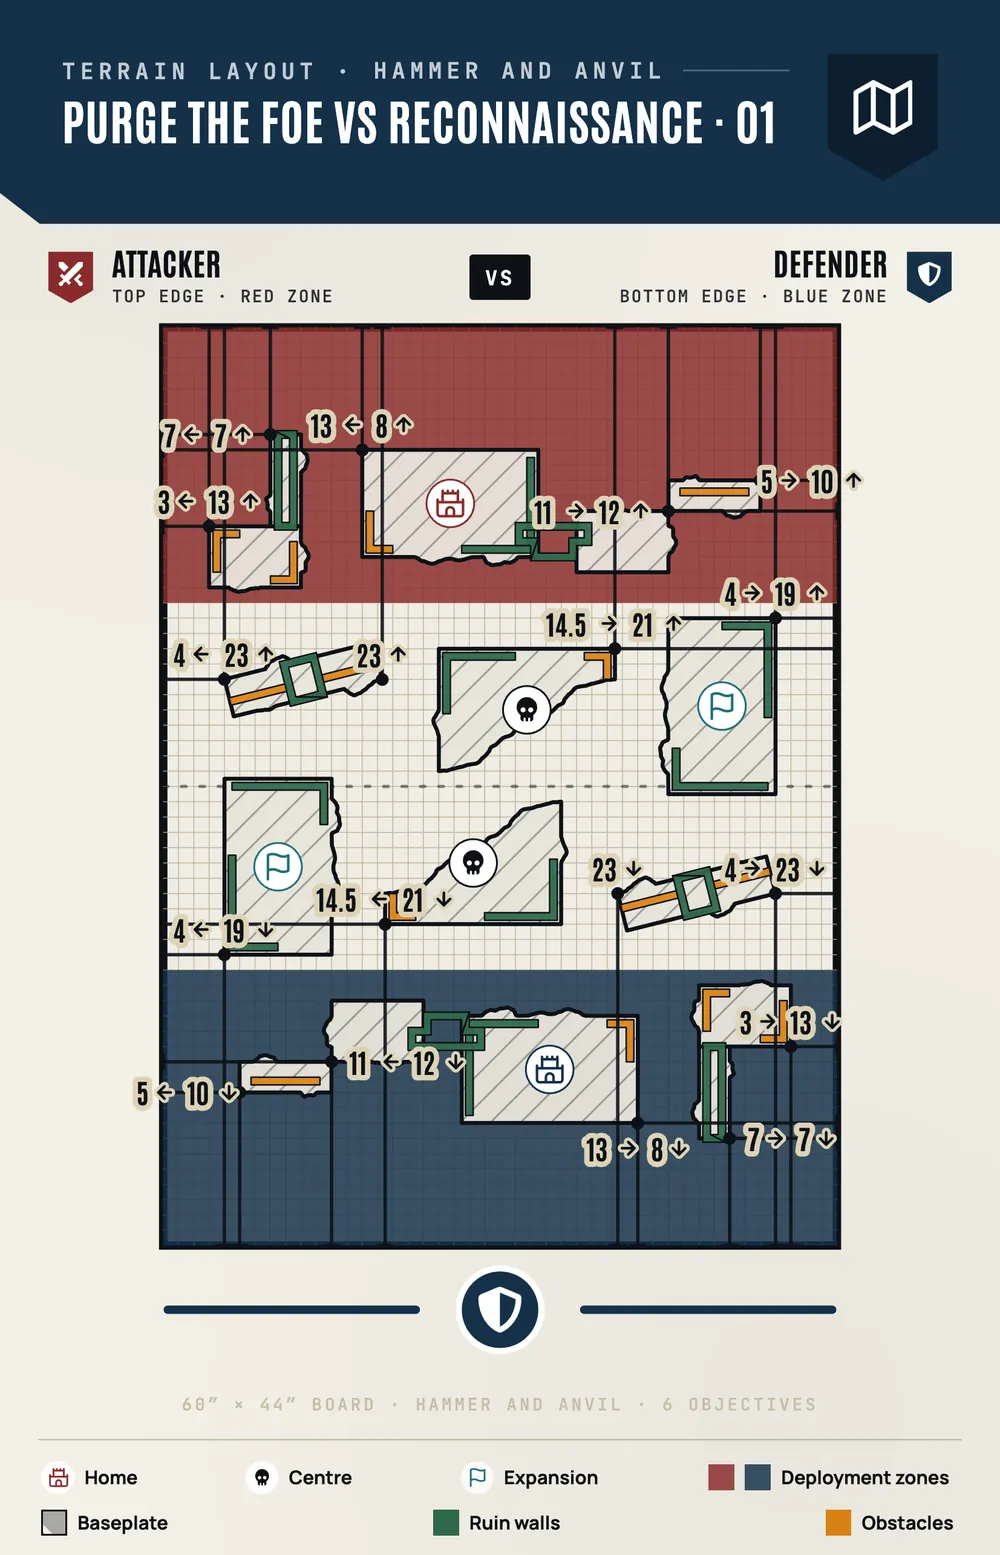 TERRAIN LAYOUT · HAMMER AND ANVIL
PURGE THE FOE VS RECONNAISSANCE · 01
ATTACKER
TOP EDGE · RED ZONE
VS
DEFENDER
BOTTOM EDGE · BLUE ZONE
7← 7↑ 13 ← 8↑
3← 13 ↑ 11 → 12 ↑ 5→ 10 ↑
4→ 19 ↑
14.5 → 21 ↑
4← 23 ↑ 23 ↑
23 ↓ 4→ 23 ↓
14.5 ← 21 ↓
4← 19 ↓
3→ 13 ↓
11 ← 12 ↓
5← 10 ↓
13 → 8↓ 7→ 7↓
60” × 44” BOARD · HAMMER AND ANVIL · 6 OBJECTIVES
Home Centre Expansion Deployment zones
Baseplate Ruin walls Obstacles